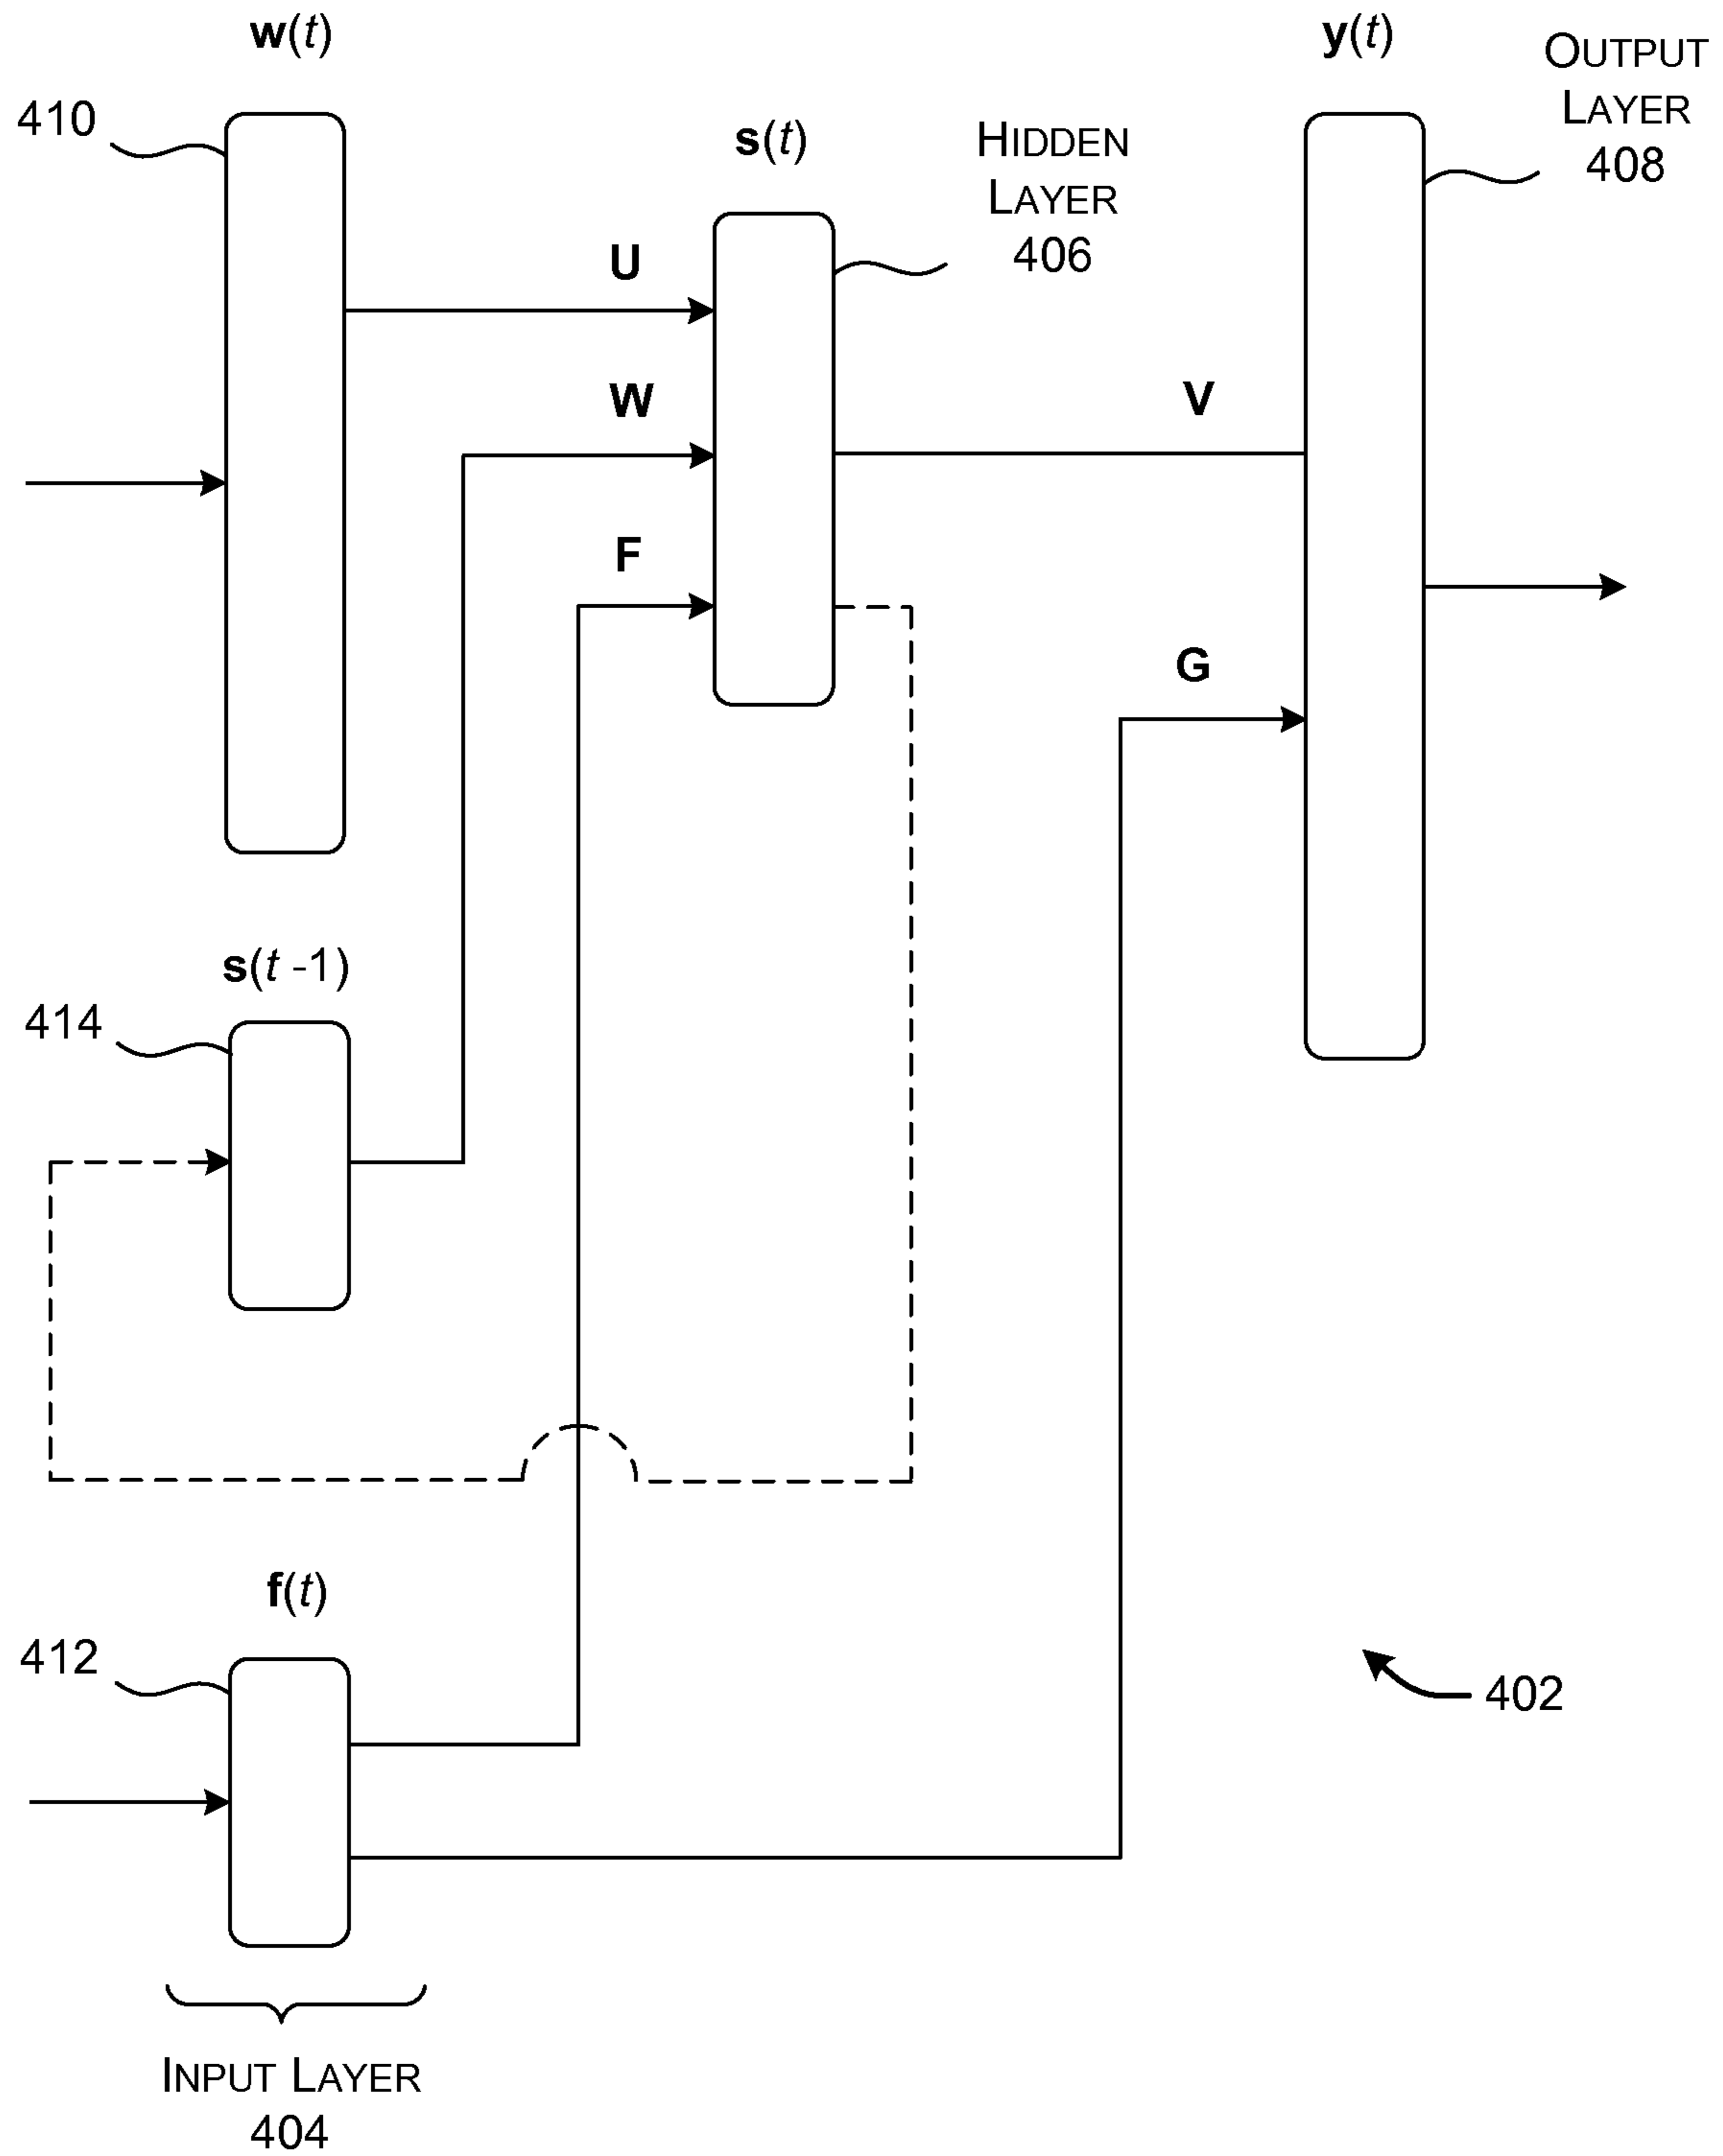 w(t)
y(t)
OUTPUT
LAYER
408
410
s(t)
HIDDEN
LAYER
406
U
W
V
F
G
s(t -1)
414
f(t)
412
402
INPUT LAYER
404